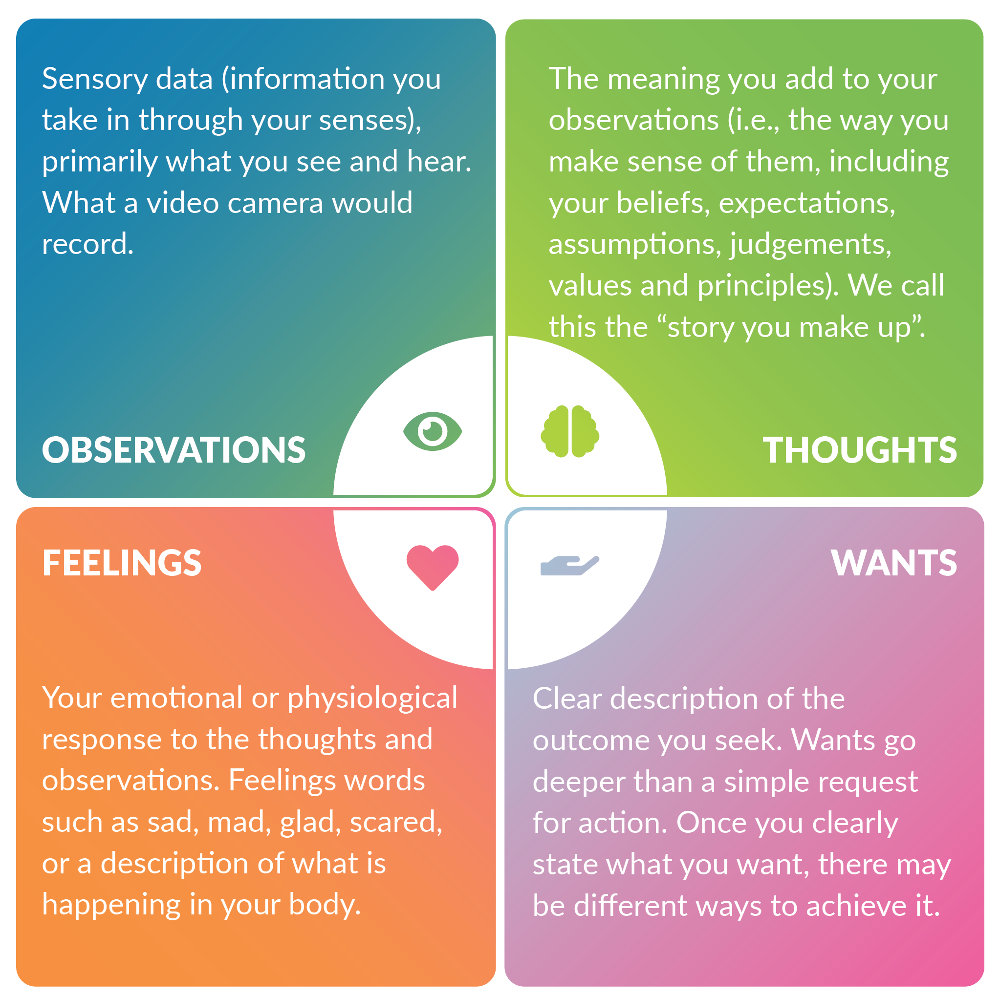 Sensory data (information you
take in through your senses),
primarily what you see and hear.
What a video camera would
record.
OBSERVATIONS
The meaning you add to your
observations (i.e., the way you
make sense of them, including
your beliefs, expectations,
assumptions, judgements,
values and principles). We call
this the “story you make up”.
THOUGHTS
FEELINGS
Your emotional or physiological
response to the thoughts and
observations. Feelings words
such as sad, mad, glad, scared,
or a description of what is
happening in your body.
WANTS
Clear description of the
outcome you seek. Wants go
deeper than a simple request
for action. Once you clearly
state what you want, there may
be different ways to achieve it.